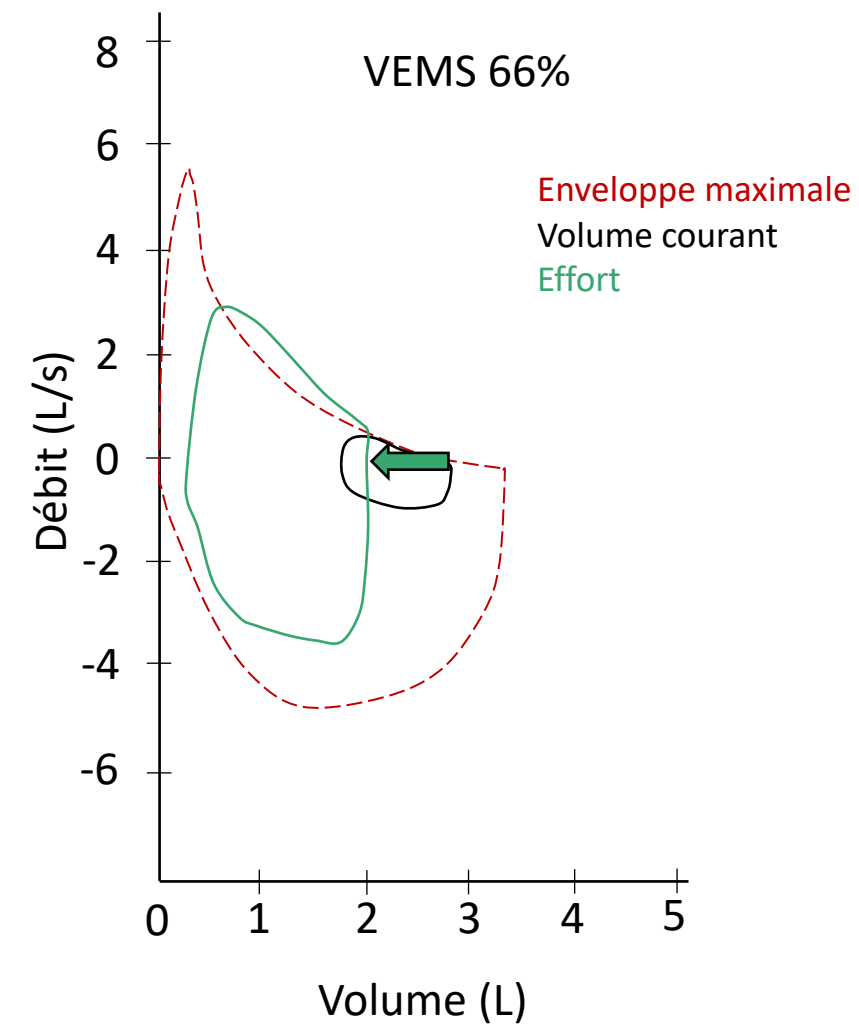 VEMS 66%
Enveloppe maximale
Volume courant
Effort
Débit (L/s)
8
6
4
2
0
-2
-4
-6
0 1 2 3 4 5
Volume (L)